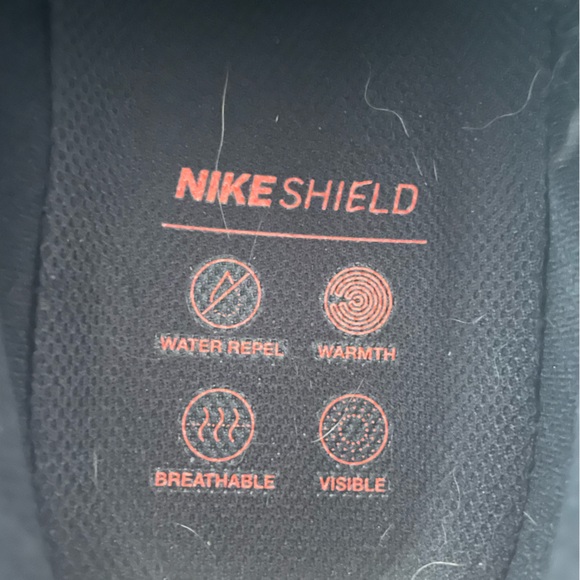 NIKE SHIELD
WATER REPEL WARMTH
BREATHABLE VISIBLE